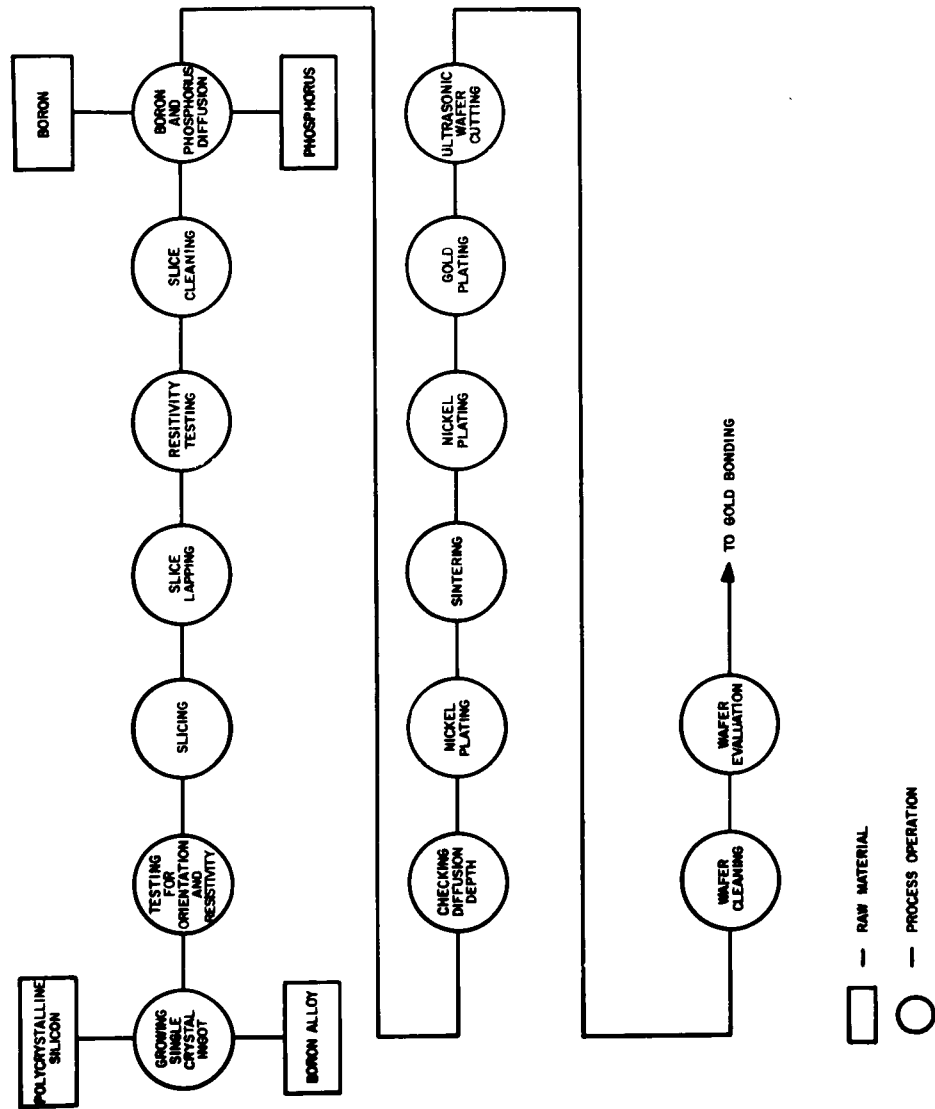 POLYCRYSTALLINE
SILICON
GROWING
SINGLE
CRYSTAL
INGOT
BORON ALLOY
TESTING
FOR
ORIENTATION
AND
RESISTIVITY
SLICING
SLICE
LAPPING
RESITIVITY
TESTING
SLICE
CLEANING
BORON
BORON
AND
PHOSPHORUS
DIFFUSION
PHOSPHORUS
CHECKING
DIFFUSION
DEPTH
NICKEL
PLATING
SINTERING
NICKEL
PLATING
GOLD
PLATING
ULTRASONIC
WAFER
CUTTING
WAFER
CLEANING
WAFER
EVALUATION
TO GOLD BONDING
— RAW MATERIAL
— PROCESS OPERATION